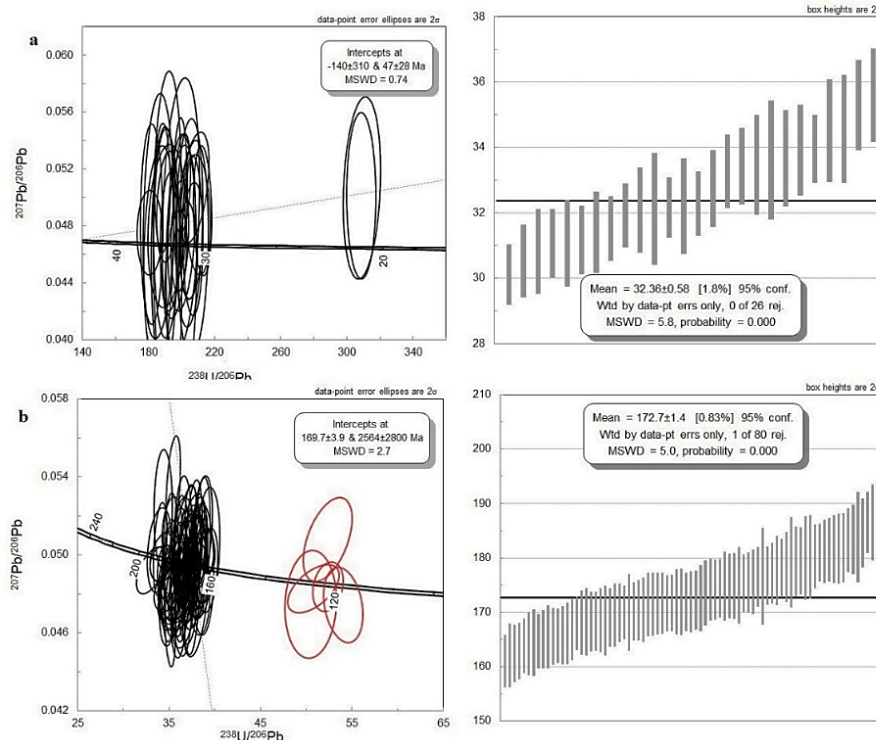 a
data-point error ellipses are 2σ
Intercepts at
-140±310 & 47±28 Ma
MSWD = 0.74
0.060
0.056
0.052
0.048
0.044
0.040
207Pb/206Pb
40
30
20
140
180
220
260
300
340
238U/206Pb
box heights are 2
38
36
34
32
30
28
Mean = 32.36±0.58 [1.8%] 95% conf.
Wtd by data-pt errs only, 0 of 26 rej.
MSWD = 5.8, probability = 0.000
b
data-point error ellipses are 2σ
Intercepts at
169.7±3.9 & 2564±2800 Ma
MSWD = 2.7
0.058
0.054
0.050
0.046
0.042
207Pb/206Pb
240
200
160
120
25
35
45
55
65
238U/206Pb
box heights are 2
210
200
190
180
170
160
150
Mean = 172.7±1.4 [0.83%] 95% conf.
Wtd by data-pt errs only, 1 of 80 rej.
MSWD = 5.0, probability = 0.000